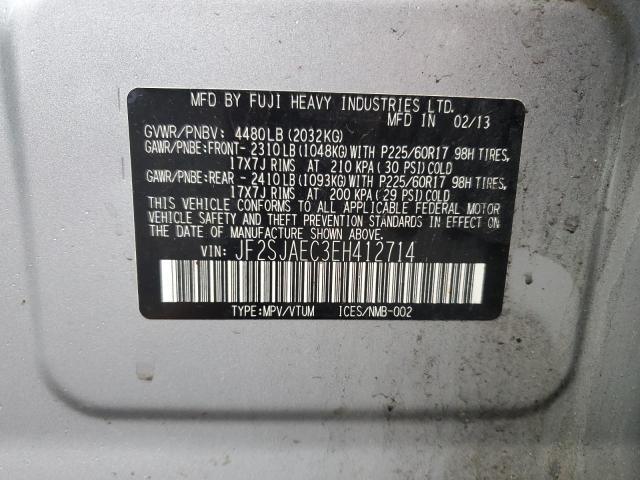 MFD BY FUJI HEAVY INDUSTRIES LTD.
MFD IN 02/13
GVWR/PNBV: 4480LB(2032KG)
GAWR/PNBE:FRONT- 2310LB(1048KG)WITH P225/60R17 98H TIRES,
17X7J RIMS AT 210 KPA(30 PSI)COLD
GAWR/PNBE:REAR - 2410LB(1093KG)WITH P225/60R17 98H TIRES,
17X7J RIMS AT 200 KPA(29 PSI)COLD
THIS VEHICLE CONFORMS TO ALL APPLICABLE FEDERAL MOTOR
VEHICLE SAFETY AND THEFT PREVENTION STANDARDS IN EFFECT ON
THE DATE OF MANUFACTURE SHOWN ABOVE.
VIN: JF2SJAEC3EH412714
TYPE:MPV/VTUM ICES/NMB-002